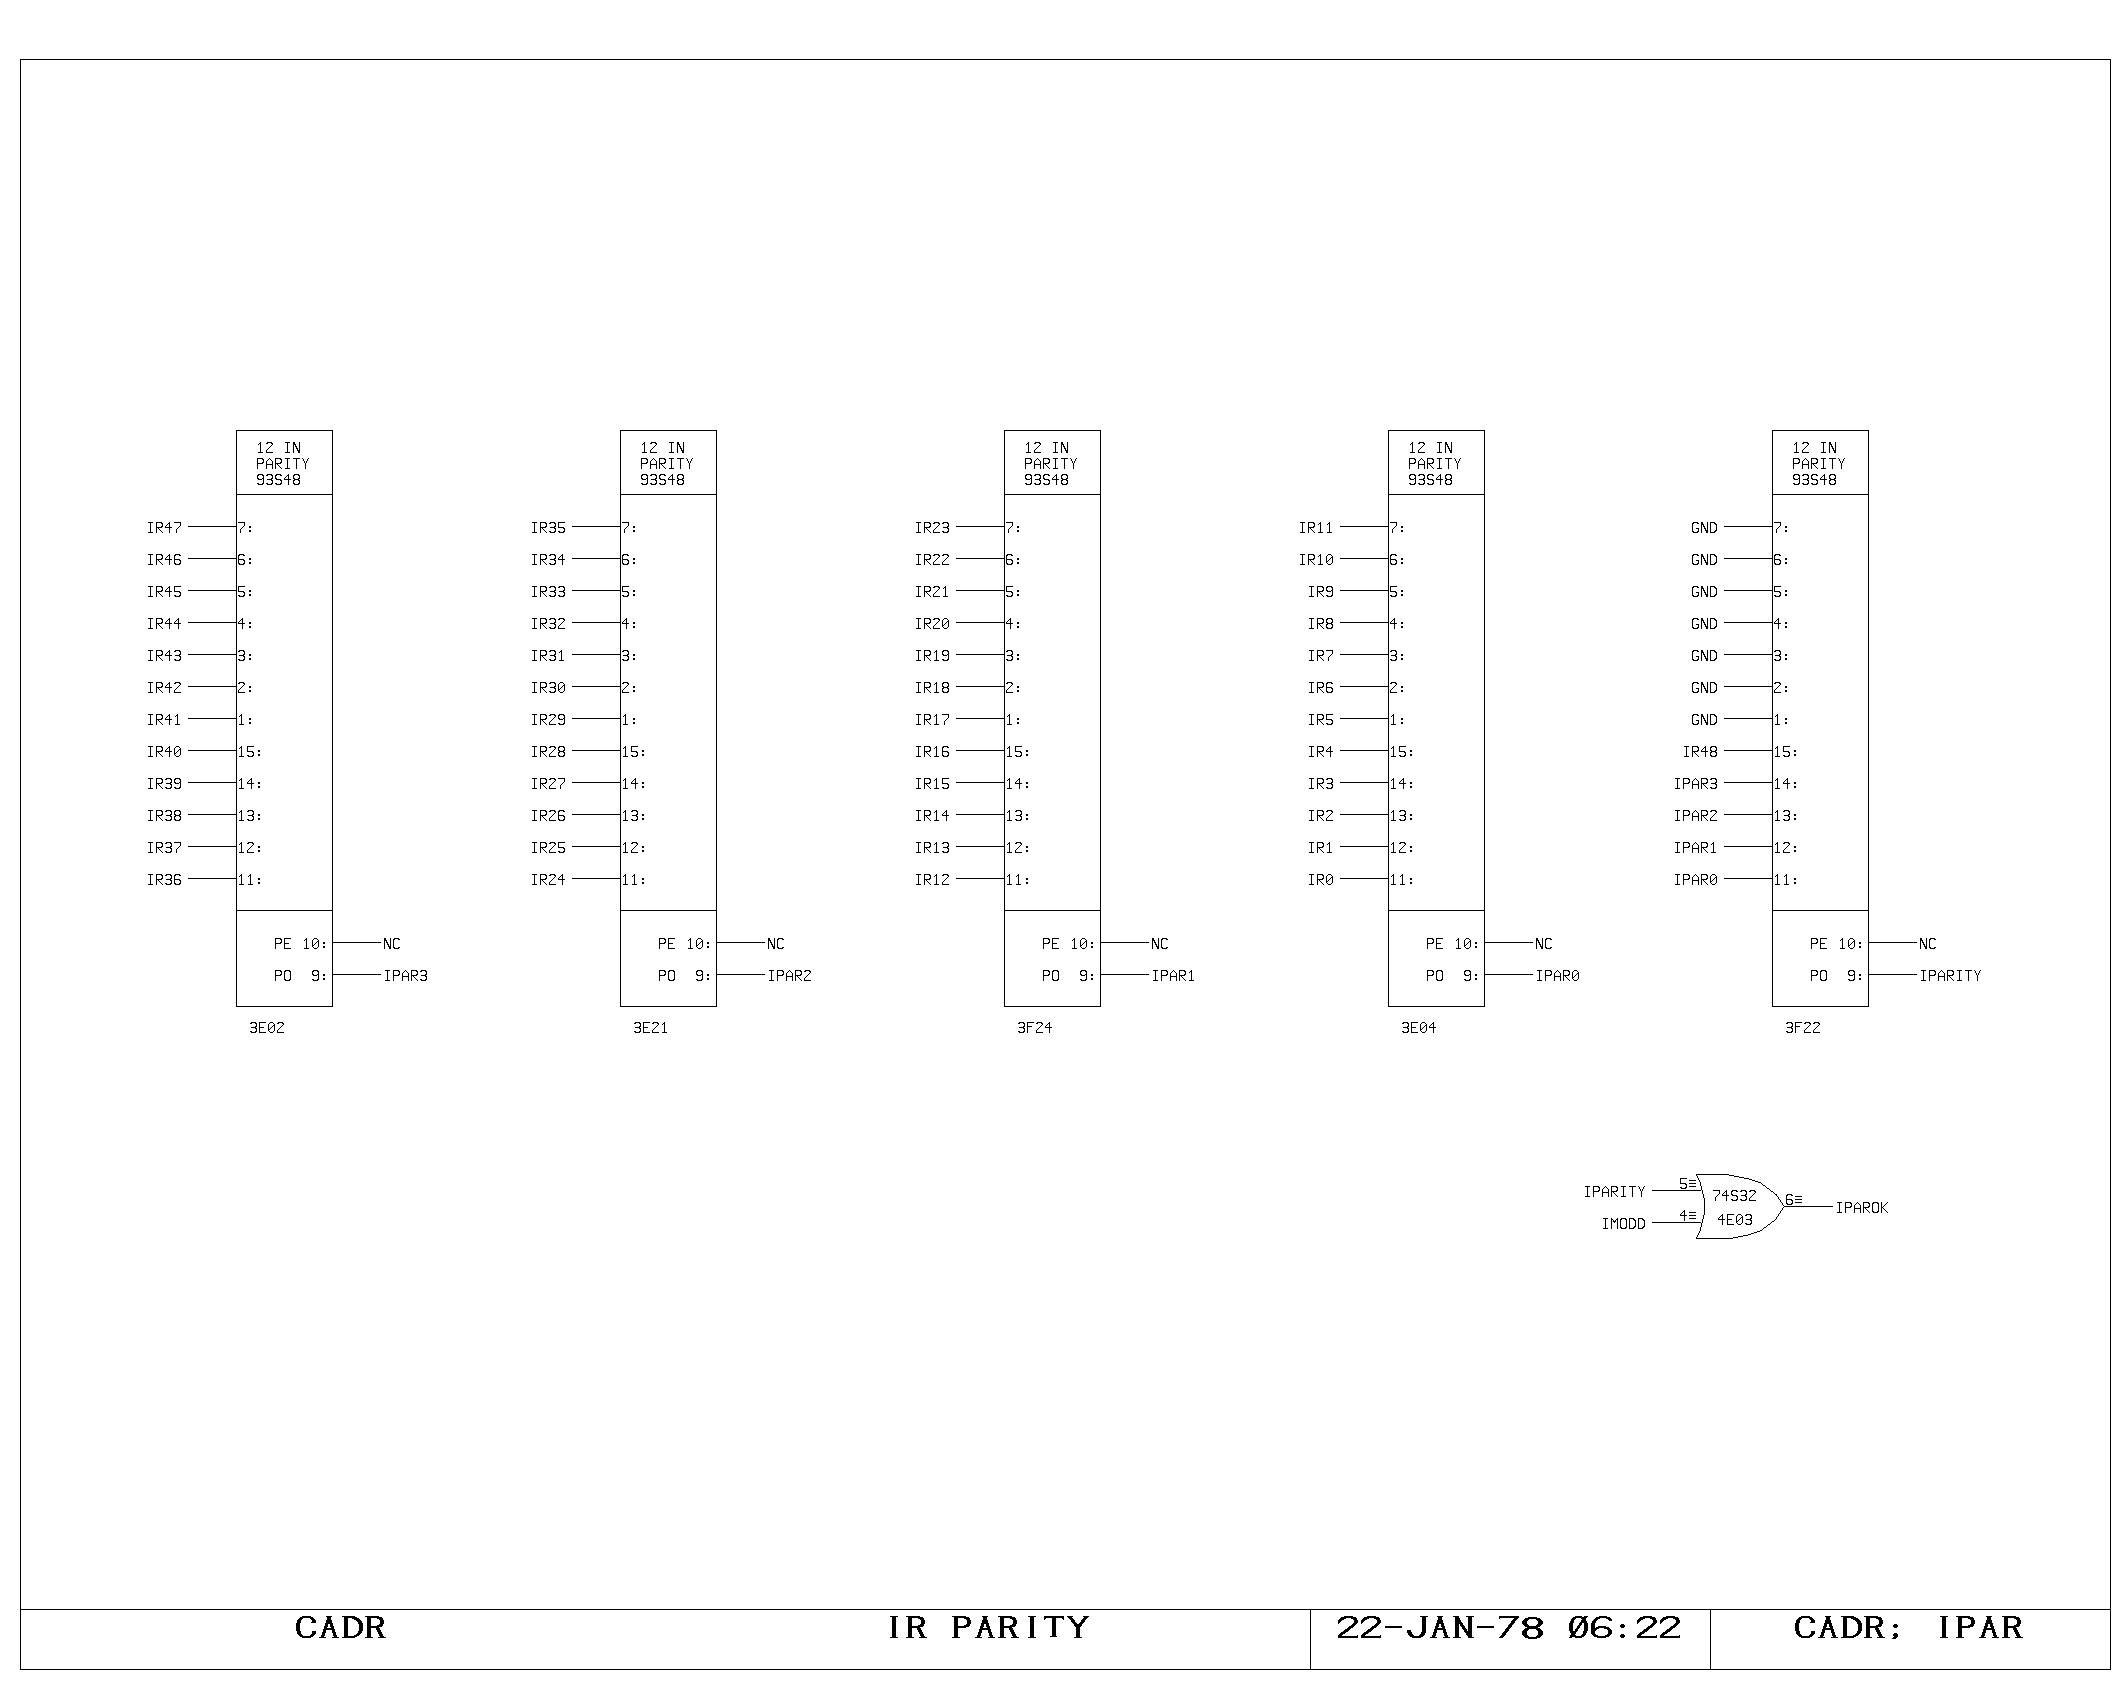 12 IN
PARITY
93S48
IR47 7:
IR46 6:
IR45 5:
IR44 4:
IR43 3:
IR42 2:
IR41 1:
IR40 15:
IR39 14:
IR38 13:
IR37 12:
IR36 11:
PE 10: NC
PO 9: IPAR3
3E02
12 IN
PARITY
93S48
IR35 7:
IR34 6:
IR33 5:
IR32 4:
IR31 3:
IR30 2:
IR29 1:
IR28 15:
IR27 14:
IR26 13:
IR25 12:
IR24 11:
PE 10: NC
PO 9: IPAR2
3E21
12 IN
PARITY
93S48
IR23 7:
IR22 6:
IR21 5:
IR20 4:
IR19 3:
IR18 2:
IR17 1:
IR16 15:
IR15 14:
IR14 13:
IR13 12:
IR12 11:
PE 10: NC
PO 9: IPAR1
3F24
12 IN
PARITY
93S48
IR11 7:
IR10 6:
IR9 5:
IR8 4:
IR7 3:
IR6 2:
IR5 1:
IR4 15:
IR3 14:
IR2 13:
IR1 12:
IR0 11:
PE 10: NC
PO 9: IPAR0
3E04
12 IN
PARITY
93S48
GND 7:
GND 6:
GND 5:
GND 4:
GND 3:
GND 2:
GND 1:
IR48 15:
IPAR3 14:
IPAR2 13:
IPAR1 12:
IPAR0 11:
PE 10: NC
PO 9: IPARITY
3F22
IPARITY 5≡ 74S32
6≡ IPAROK
IMODD 4≡ 4E03
CADR
IR PARITY
22-JAN-78 Ø6:22
CADR; IPAR